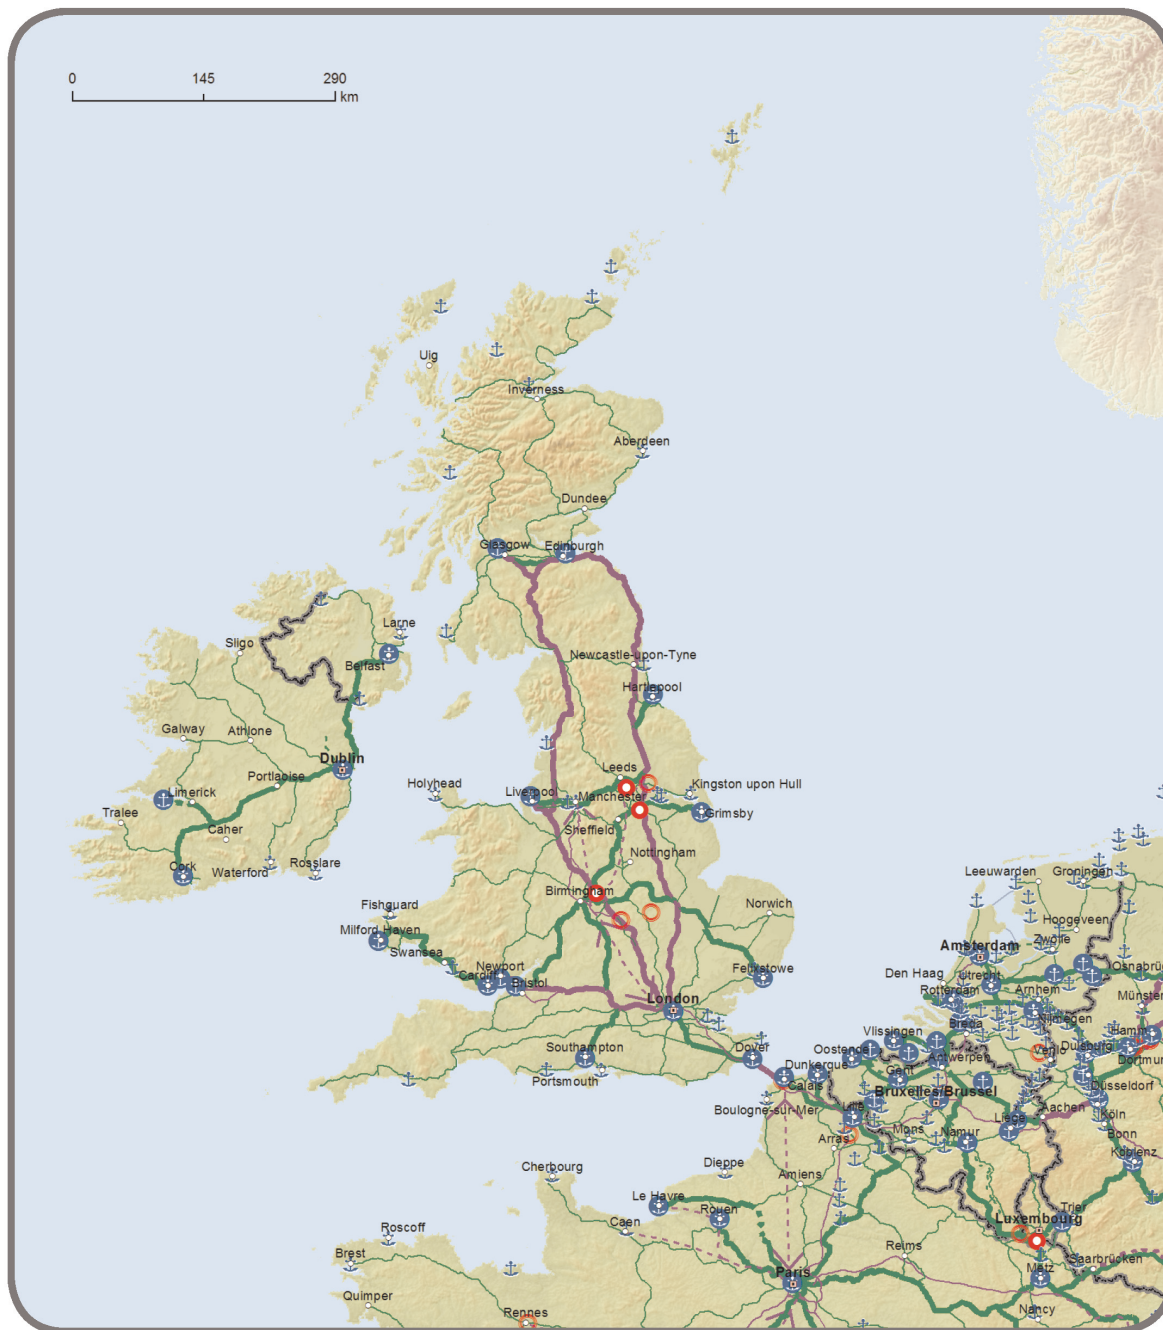 0 145 290
km
Uig
Inverness
Aberdeen
Dundee
Glasgow Edinburgh
Larne
Sligo
Belfast
Newcastle-upon-Tyne
Hartlepool
Galway Athlone
Dublin
Portlaoise
Leeds
Holyhead
Liverpool Manchester
Kingston upon Hull
Limerick
Grimsby
Tralee
Caher
Sheffield
Nottingham
Cork
Waterford
Rosslare
Birmingham
Leeuwarden Groningen
Fishguard
Norwich
Hoogeveen
Milford Haven
Amsterdam
Zwolle
Swansea
Cardiff
Newport
Bristol
Felixstowe
Den Haag
Utrecht
Osnabrück
Rotterdam
Arnhem
Münster
London
Nijmegen
Breda
Vlissingen
Hamm
Southampton
Dover
Oostende
Antwerpen
Venlo
Duisburg
Dortmund
Portsmouth
Dunkerque
Gent
Calais
Bruxelles/Brussel
Düsseldorf
Boulogne-sur-Mer
Lille
Liège
Aachen
Köln
Arras
Mons
Namur
Bonn
Koblenz
Cherbourg
Dieppe
Amiens
Le Havre
Rouen
Trier
Luxembourg
Caen
Roscoff
Reims
Brest
Paris
Saarbrücken
Metz
Quimper
Rennes
Nancy